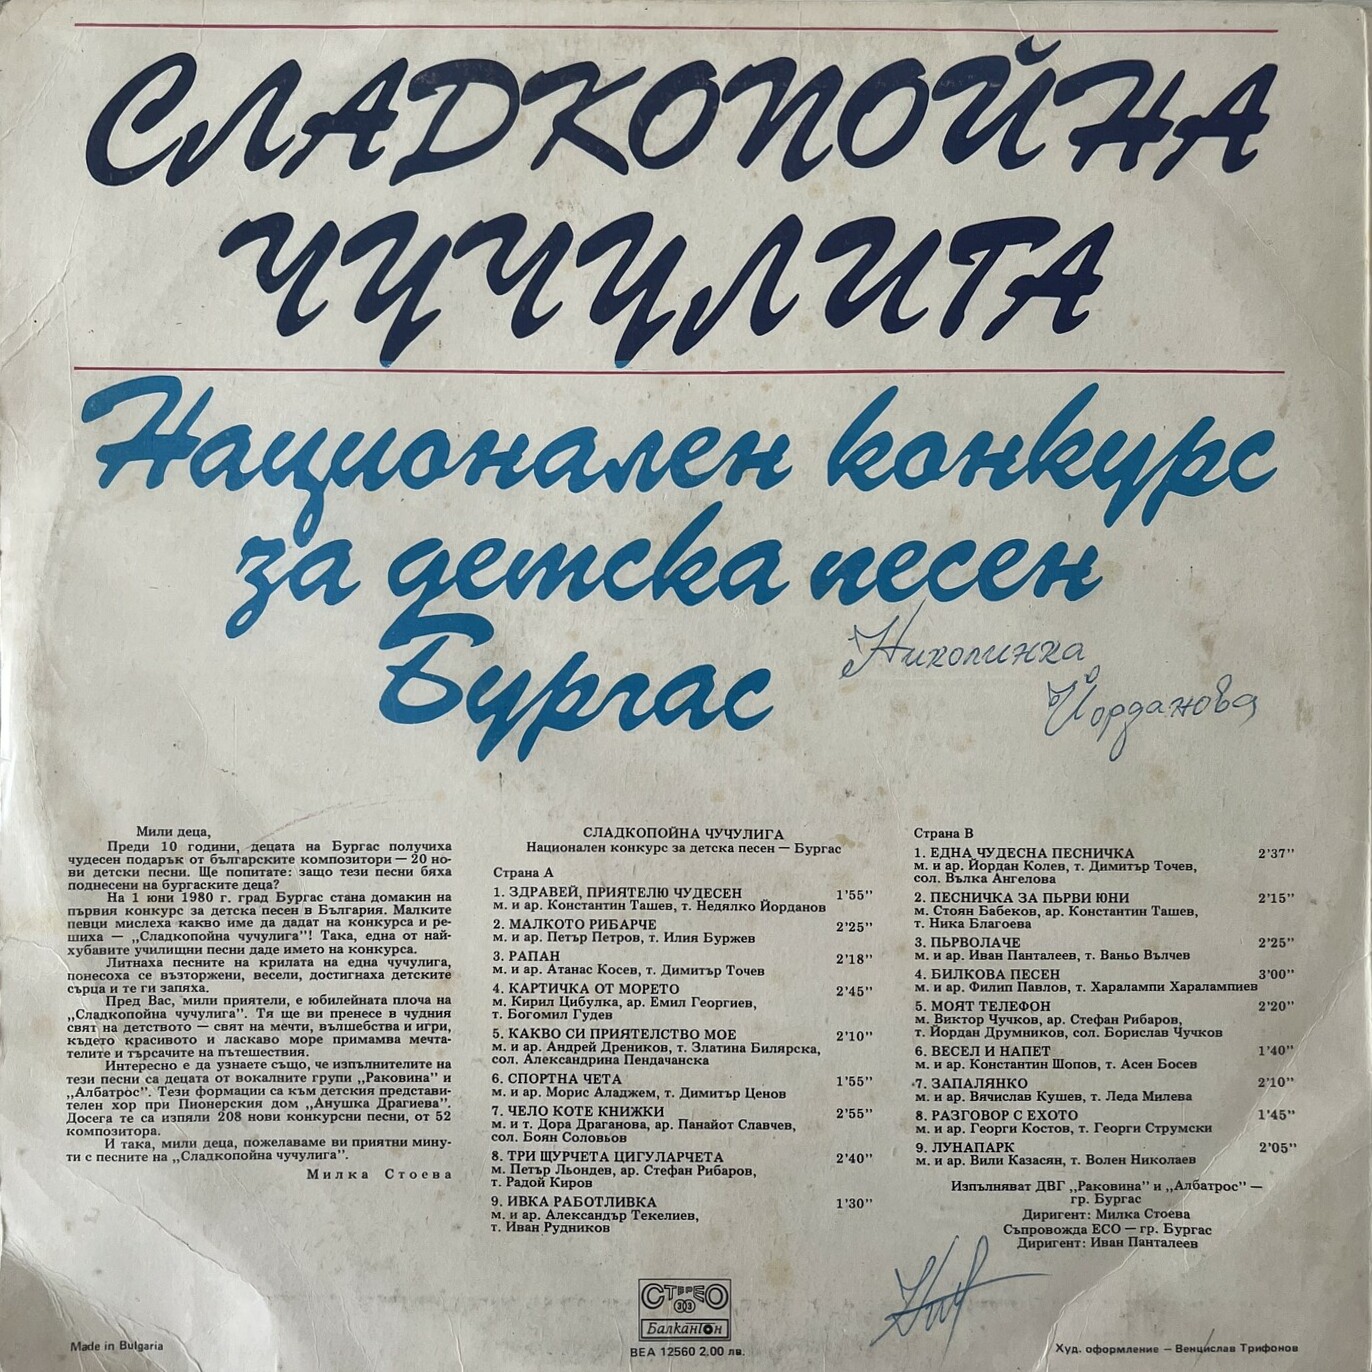 СЛАДКОПОЙНА
ЧУЧУЛИГА
Национален конкурс
за детска песен
Бургас
Николинка
Йорданова
Мили деца,
Преди 10 години, децата на Бургас получиха
чудесен подарък от българските композитори — 20 но-
ви детски песни. Ще попитате: защо тези песни бяха
поднесени на бургаските деца?
На 1 юни 1980 г. град Бургас стана домакин на
първия конкурс за детска песен в България. Малките
певци мислеха какво име да дадат на конкурса и ре-
шиха — „Сладкопойна чучулига”! Така, една от най-
хубавите училищни песни даде името на конкурса.
Литнаха песните на крилата на една чучулига,
понесоха се възторжени, весели, достигнаха детските
сърца и те ги запяха.
Пред Вас, мили приятели, е юбилейната плоча на
„Сладкопойна чучулига”. Тя ще ви пренесе в чудния
свят на детството — свят на мечти, вълшебства и игри,
където красивото и ласкаво море примамва мечта-
телите и търсачите на пътешествия.
Интересно е да узнаете също, че изпълнителите на
тези песни са децата от вокалните групи „Раковина” и
„Албатрос”. Тези формации са към детския представи-
телен хор при Пионерския дом „Анушка Драгиева”.
Досега те са изпяли 208 нови конкурсни песни, от 52
композитора.
И така, мили деца, пожелаваме ви приятни мину-
ти с песните на „Сладкопойна чучулига”.
Милка Стоева
СЛАДКОПОЙНА ЧУЧУЛИГА
Национален конкурс за детска песен — Бургас
Страна А
1. ЗДРАВЕЙ, ПРИЯТЕЛЮ ЧУДЕСЕН 1'55"
м. и ар. Константин Ташев, т. Недялко Йорданов
2. МАЛКОТО РИБАРЧЕ 2'25"
м. и ар. Петър Петров, т. Илия Буржев
3. РАПАН 2'18"
м. и ар. Атанас Косев, т. Димитър Точев
4. КАРТИЧКА ОТ МОРЕТО 2'45"
м. Кирил Цибулка, ар. Емил Георгиев,
т. Богомил Гудев
5. КАКВО СИ ПРИЯТЕЛСТВО МОЕ 2'10"
м. и ар. Андрей Дреников, т. Златина Билярска,
сол. Александрина Пендачанска
6. СПОРТНА ЧЕТА 1'55"
м. и ар. Морис Аладжем, т. Димитър Ценов
7. ЧЕЛО КОТЕ КНИЖКИ 2'55"
м. и т. Дора Драганова, ар. Панайот Славчев,
сол. Боян Соловьов
8. ТРИ ЩУРЧЕТА ЦИГУЛАРЧЕТА 2'40"
м. Петър Льондев, ар. Стефан Рибаров,
т. Радой Киров
9. ИВКА РАБОТЛИВКА 1'30"
м. и ар. Александър Текелиев,
т. Иван Рудников
Страна В
1. ЕДНА ЧУДЕСНА ПЕСНИЧКА 2'37"
м. и ар. Йордан Колев, т. Димитър Точев,
сол. Вълка Ангелова
2. ПЕСНИЧКА ЗА ПЪРВИ ЮНИ 2'15"
м. Стоян Бабеков, ар. Константин Ташев,
т. Ника Благоева
3. ПЪРВОЛАЧЕ 2'25"
м. и ар. Иван Панталеев, т. Ваньо Вълчев
4. БИЛКОВА ПЕСЕН 3'00"
м. и ар. Филип Павлов, т. Харалампи Харалампиев
5. МОЯТ ТЕЛЕФОН 2'20"
м. Виктор Чучков, ар. Стефан Рибаров,
т. Йордан Друмников, сол. Борислав Чучков
6. ВЕСЕЛ И НАПЕТ 1'40"
м. и ар. Константин Шопов, т. Асен Босев
7. ЗАПАЛЯНКО 2'10"
м. и ар. Вячислав Кушев, т. Леда Милева
8. РАЗГОВОР С ЕХОТО 1'45"
м. и ар. Георги Костов, т. Георги Струмски
9. ЛУНАПАРК 2'05"
м. и ар. Вили Казасян, т. Волен Николаев
Изпълняват ДВГ „Раковина” и „Албатрос” —
гр. Бургас
Диригент: Милка Стоева
Съпровожда ЕСО — гр. Бургас
Диригент: Иван Панталеев
СТЕРЕО
33
Балкантон
ВЕА 12560 2,00 лв.
Made in Bulgaria
Худ. оформление — Венцислав Трифонов